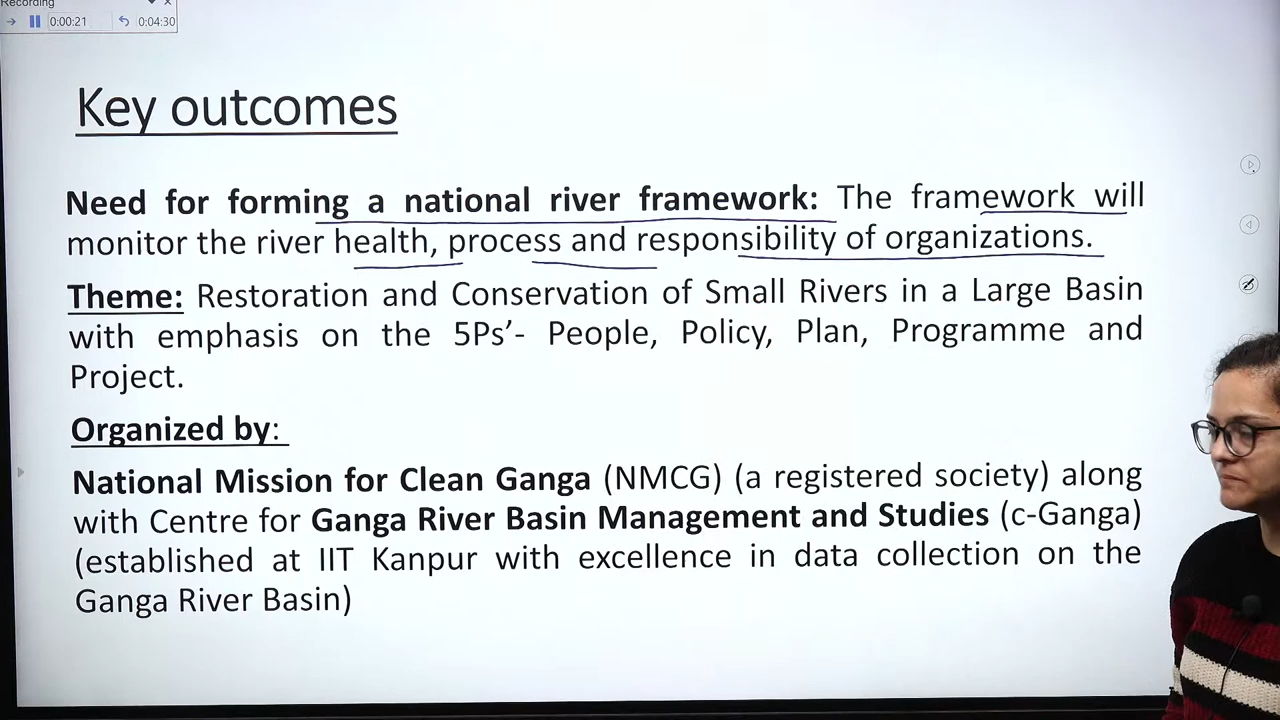 Recording
0:00:21 0:04:30
Key outcomes
Need for forming a national river framework: The framework will
monitor the river health, process and responsibility of organizations.
Theme: Restoration and Conservation of Small Rivers in a Large Basin
with emphasis on the 5Ps’- People, Policy, Plan, Programme and
Project.
Organized by:
National Mission for Clean Ganga (NMCG) (a registered society) along
with Centre for Ganga River Basin Management and Studies (c-Ganga)
(established at IIT Kanpur with excellence in data collection on the
Ganga River Basin)